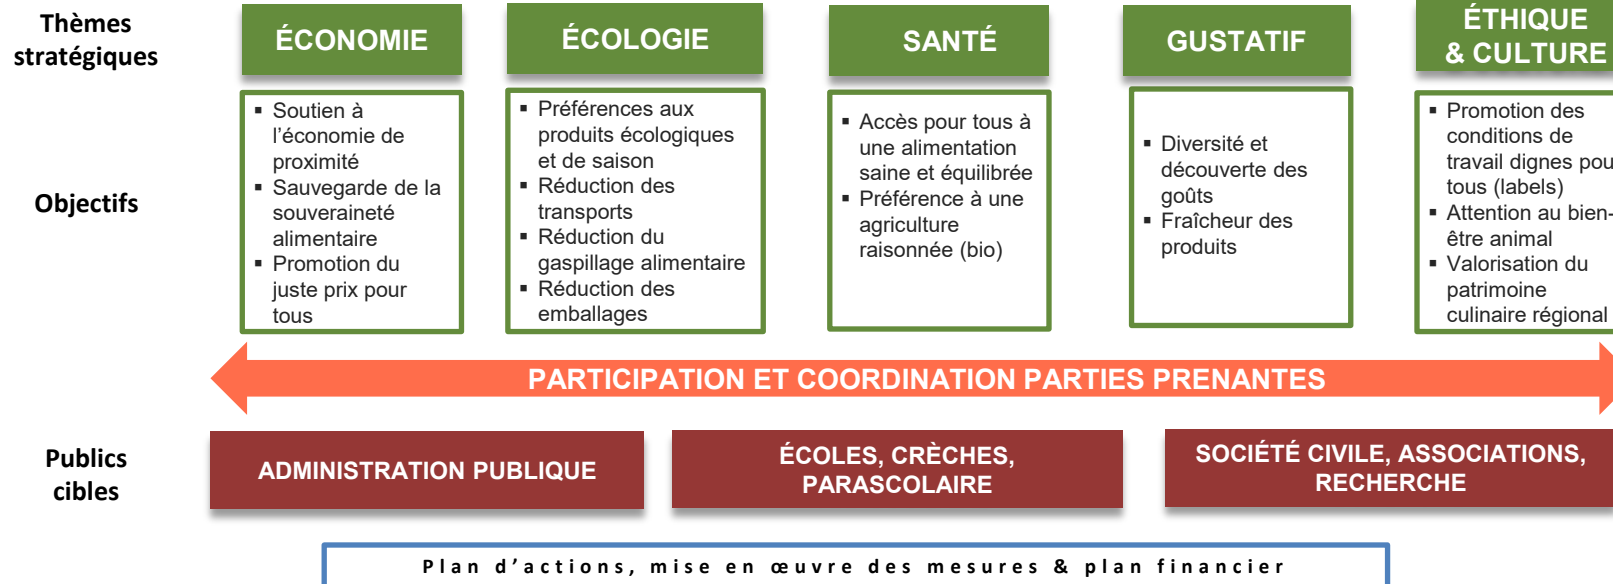 Thèmes
stratégiques
ÉCONOMIE
ÉCOLOGIE
SANTÉ
GUSTATIF
ÉTHIQUE
& CULTURE
Objectifs
▪ Soutien à
l'économie de
proximité
▪ Sauvegarde de la
souveraineté
alimentaire
▪ Promotion du
juste prix pour
tous
▪ Préférences aux
produits écologiques
et de saison
▪ Réduction des
transports
▪ Réduction du
gaspillage alimentaire
▪ Réduction des
emballages
▪ Accès pour tous à
une alimentation
saine et équilibrée
▪ Préférence à une
agriculture
raisonnée (bio)
▪ Diversité et
découverte des
goûts
▪ Fraîcheur des
produits
▪ Promotion des
conditions de
travail dignes pou
tous (labels)
▪ Attention au bien-
être animal
▪ Valorisation du
patrimoine
culinaire régional
PARTICIPATION ET COORDINATION PARTIES PRENANTES
Publics
cibles
ADMINISTRATION PUBLIQUE
ÉCOLES, CRÈCHES,
PARASCOLAIRE
SOCIÉTÉ CIVILE, ASSOCIATIONS,
RECHERCHE
Plan d'actions, mise en œuvre des mesures & plan financier